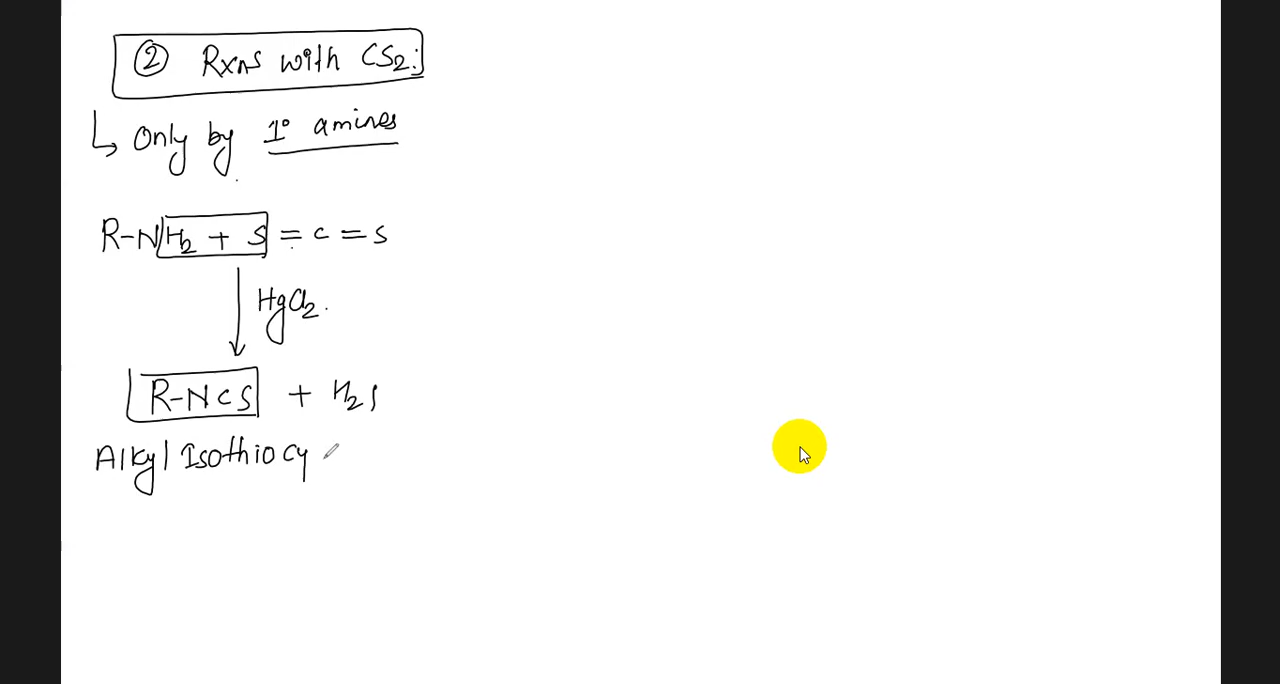 ② Rxns with CS2:
↳ Only by 1° amines
R-NH2 + S = C = S
HgCl2.
R-NCS + H2S
Alkyl Isothiocy